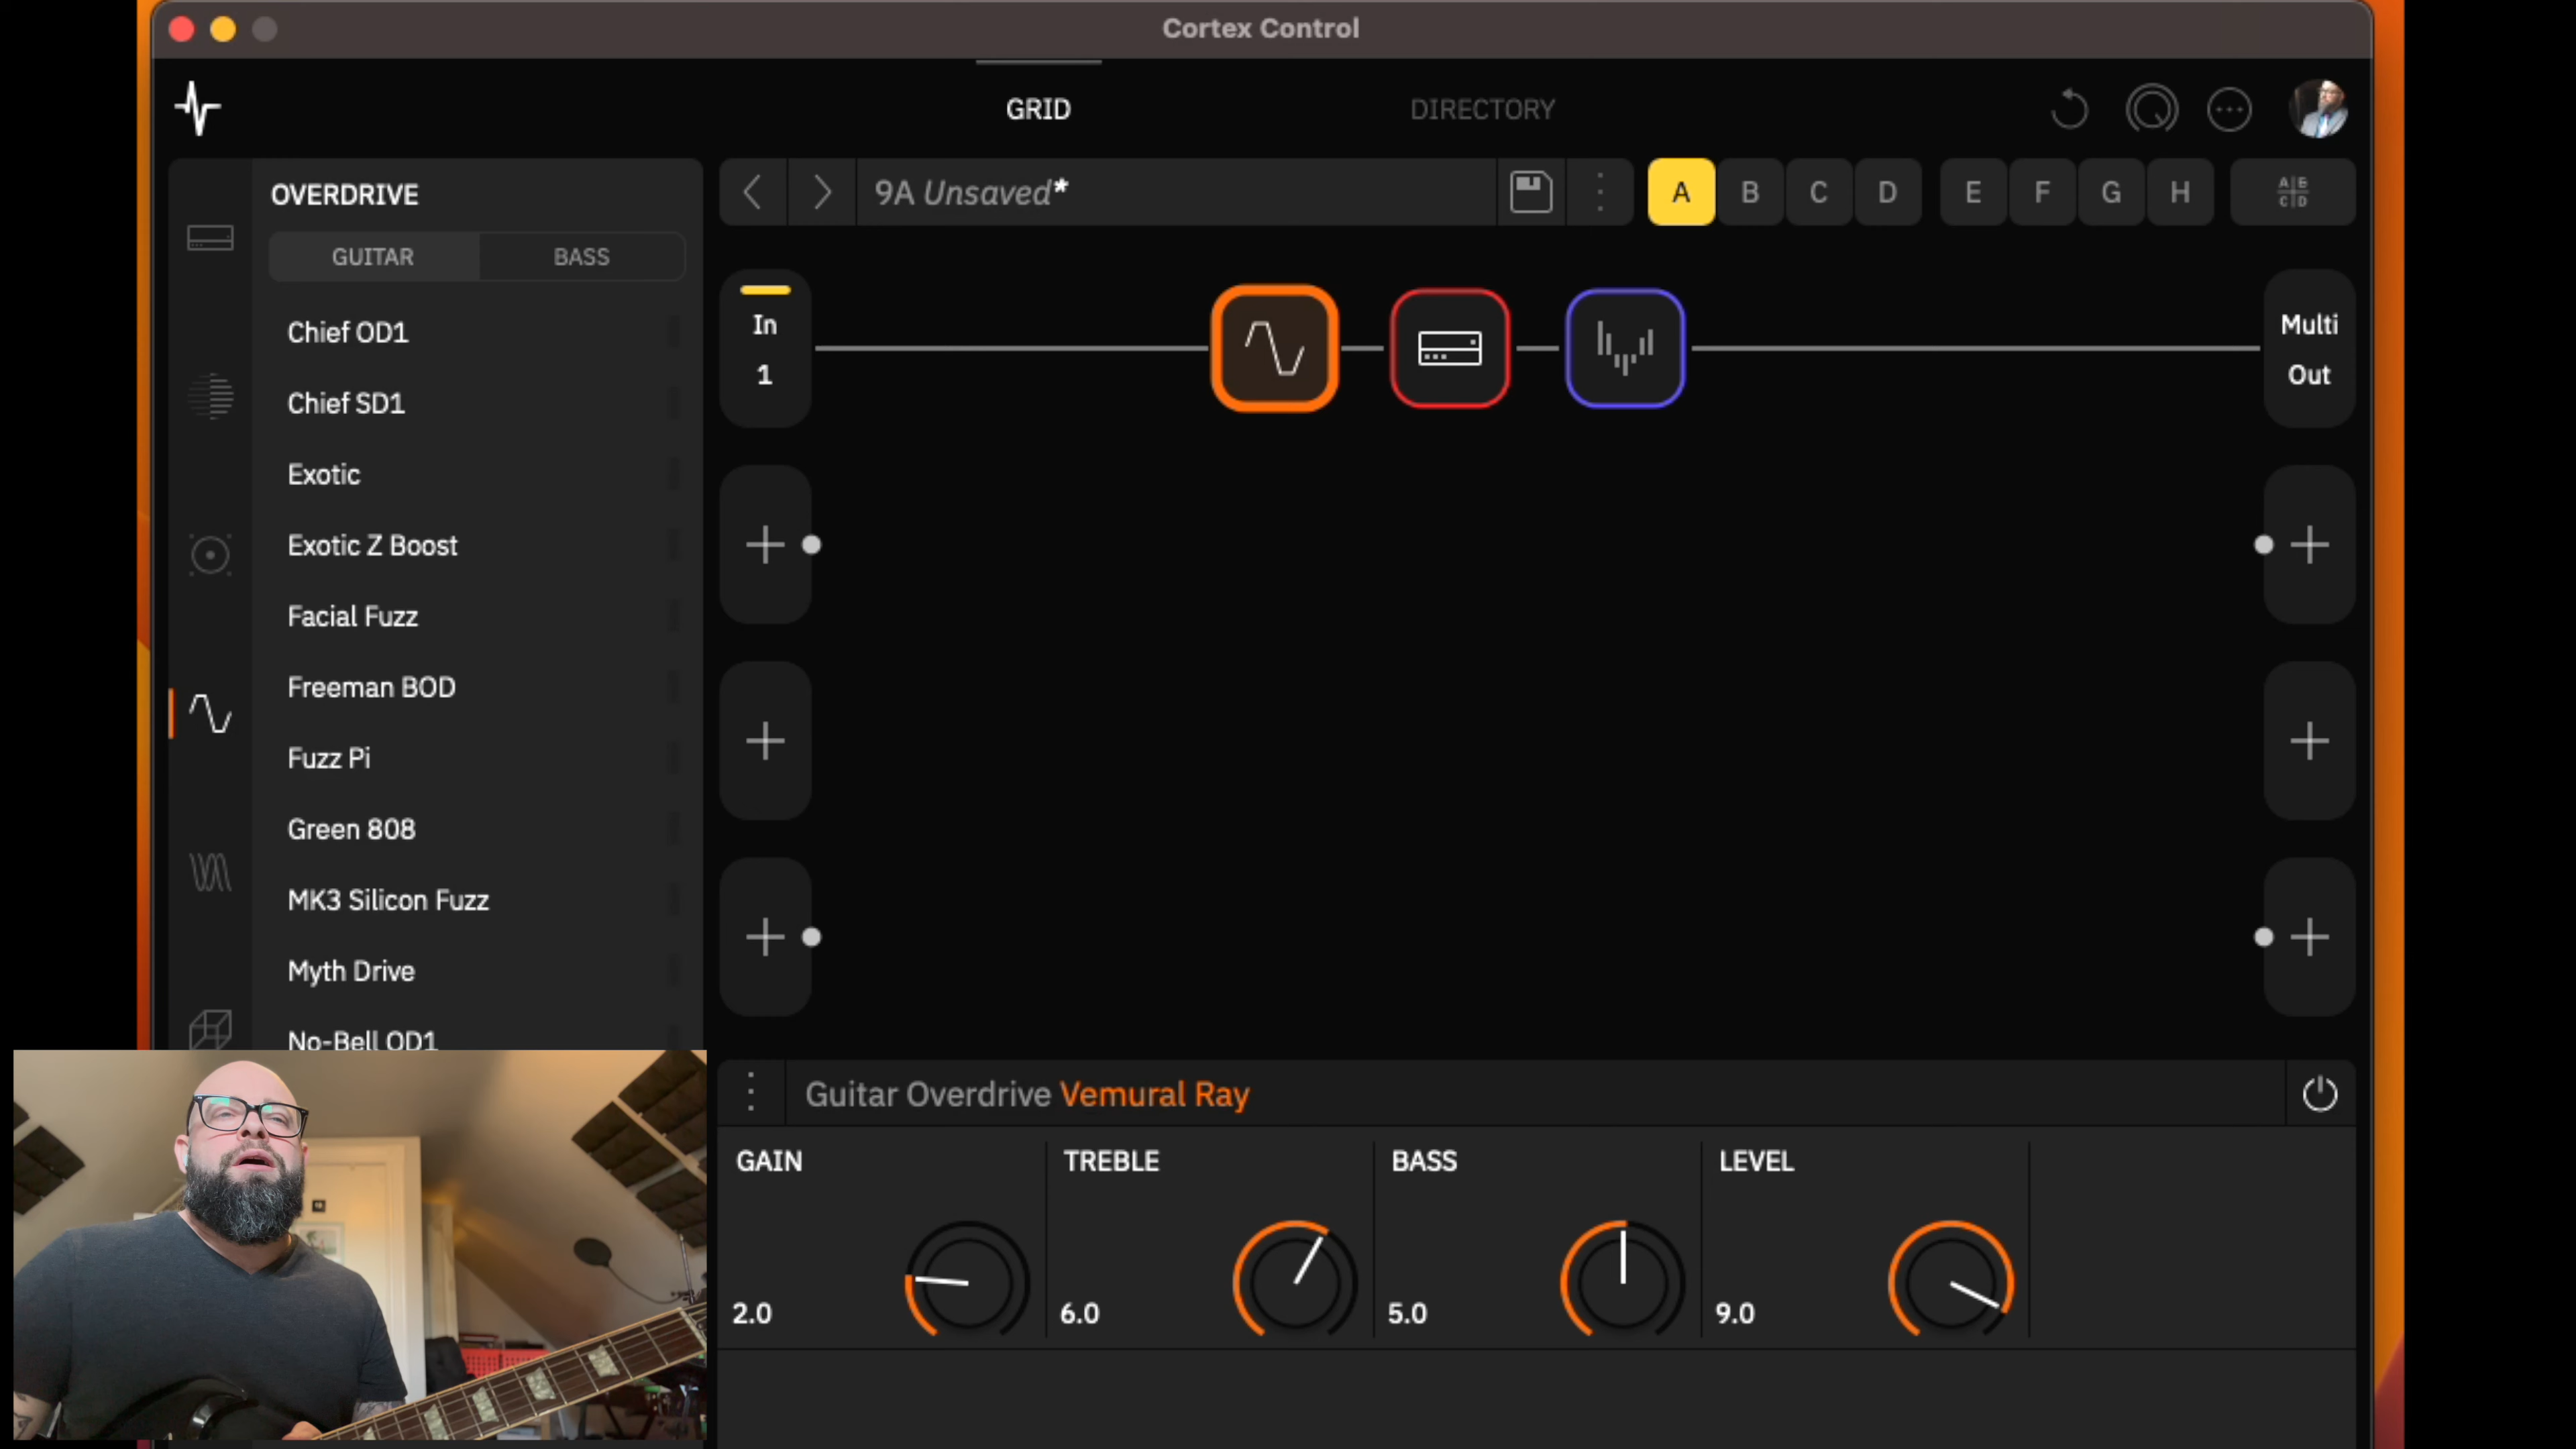 Cortex Control
GRID
DIRECTORY
OVERDRIVE
GUITAR
BASS
Chief OD1
Chief SD1
Exotic
Exotic Z Boost
Facial Fuzz
Freeman BOD
Fuzz Pi
Green 808
MK3 Silicon Fuzz
Myth Drive
No-Bell OD1
9A Unsaved*
A B C D E F G H
A B
C D
In
1
Multi
Out
Guitar Overdrive Vemural Ray
GAIN
2.0
TREBLE
6.0
BASS
5.0
LEVEL
9.0